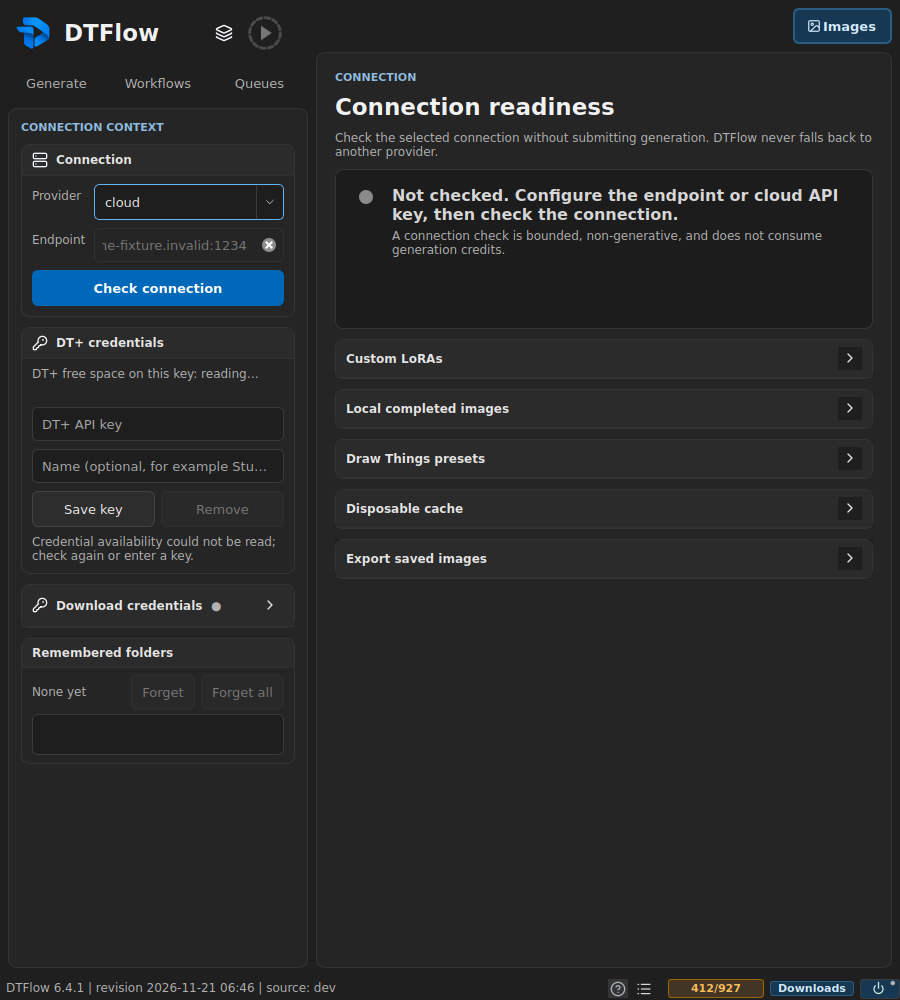 DTFlow
Images
Generate
Workflows
Queues
CONNECTION CONTEXT
Connection
Provider
cloud
Endpoint
ne-fixture.invalid:1234
Check connection
DT+ credentials
DT+ free space on this key: reading...
DT+ API key
Name (optional, for example Stu...
Save key
Remove
Credential availability could not be read;
check again or enter a key.
Download credentials
Remembered folders
None yet
Forget
Forget all
CONNECTION
Connection readiness
Check the selected connection without submitting generation. DTFlow never falls back to
another provider.
Not checked. Configure the endpoint or cloud API
key, then check the connection.
A connection check is bounded, non-generative, and does not consume
generation credits.
Custom LoRAs
Local completed images
Draw Things presets
Disposable cache
Export saved images
DTFlow 6.4.1 | revision 2026-11-21 06:46 | source: dev
412/927
Downloads